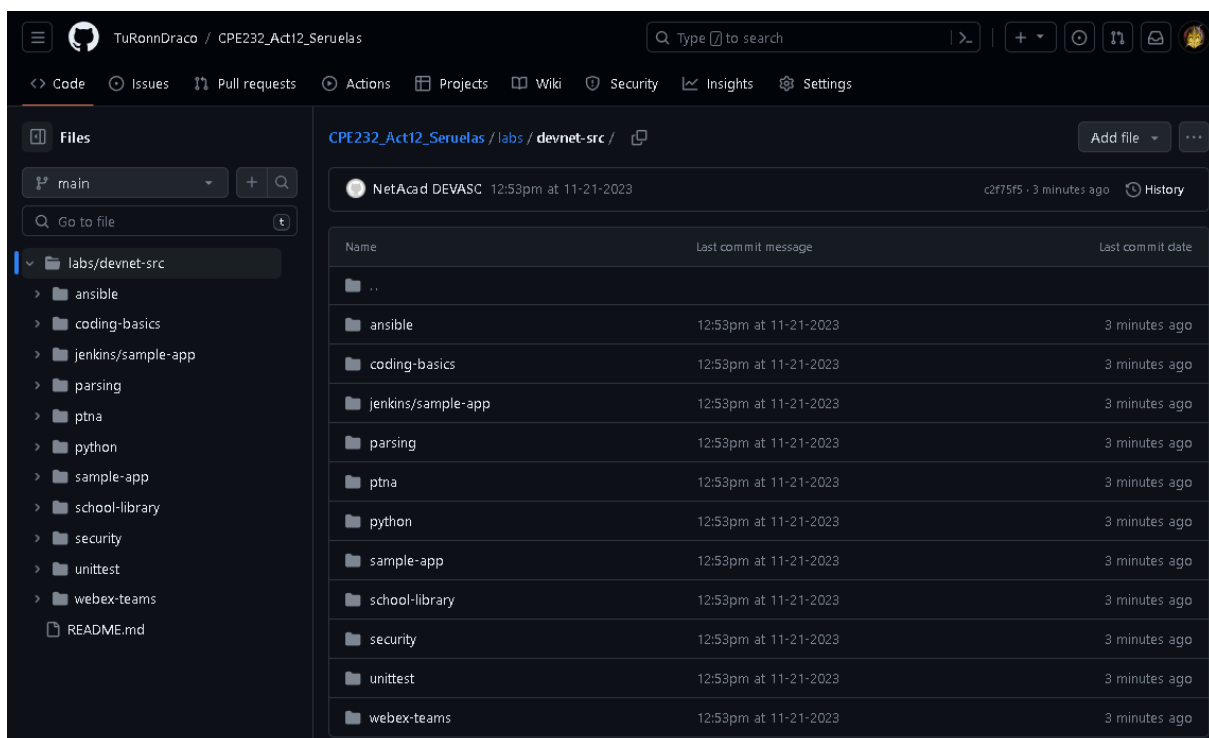 TuRonnDraco / CPE232_Act12_Seruelas
Type / to search
Code
Issues
Pull requests
Actions
Projects
Wiki
Security
Insights
Settings
Files
main
Go to file
t
labs/devnet-src
ansible
coding-basics
jenkins/sample-app
parsing
ptna
python
sample-app
school-library
security
unittest
webex-teams
README.md
CPE232_Act12_Seruelas / labs / devnet-src /
Add file
NetAcad DEVASC 12:53pm at 11-21-2023 c2f75f5 · 3 minutes ago History
Name Last commit message Last commit date
..
ansible 12:53pm at 11-21-2023 3 minutes ago
coding-basics 12:53pm at 11-21-2023 3 minutes ago
jenkins/sample-app 12:53pm at 11-21-2023 3 minutes ago
parsing 12:53pm at 11-21-2023 3 minutes ago
ptna 12:53pm at 11-21-2023 3 minutes ago
python 12:53pm at 11-21-2023 3 minutes ago
sample-app 12:53pm at 11-21-2023 3 minutes ago
school-library 12:53pm at 11-21-2023 3 minutes ago
security 12:53pm at 11-21-2023 3 minutes ago
unittest 12:53pm at 11-21-2023 3 minutes ago
webex-teams 12:53pm at 11-21-2023 3 minutes ago